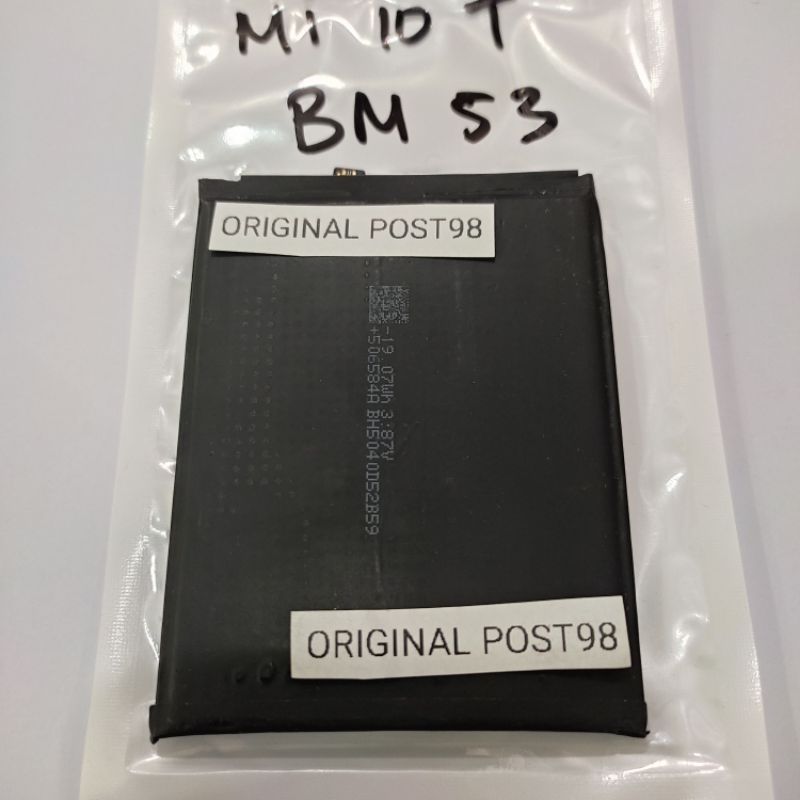 Mi 10 T
BM 53
ORIGINAL POST98
-19.07Wh 3.87V
+506584A BH5040D52B59
ORIGINAL POST98